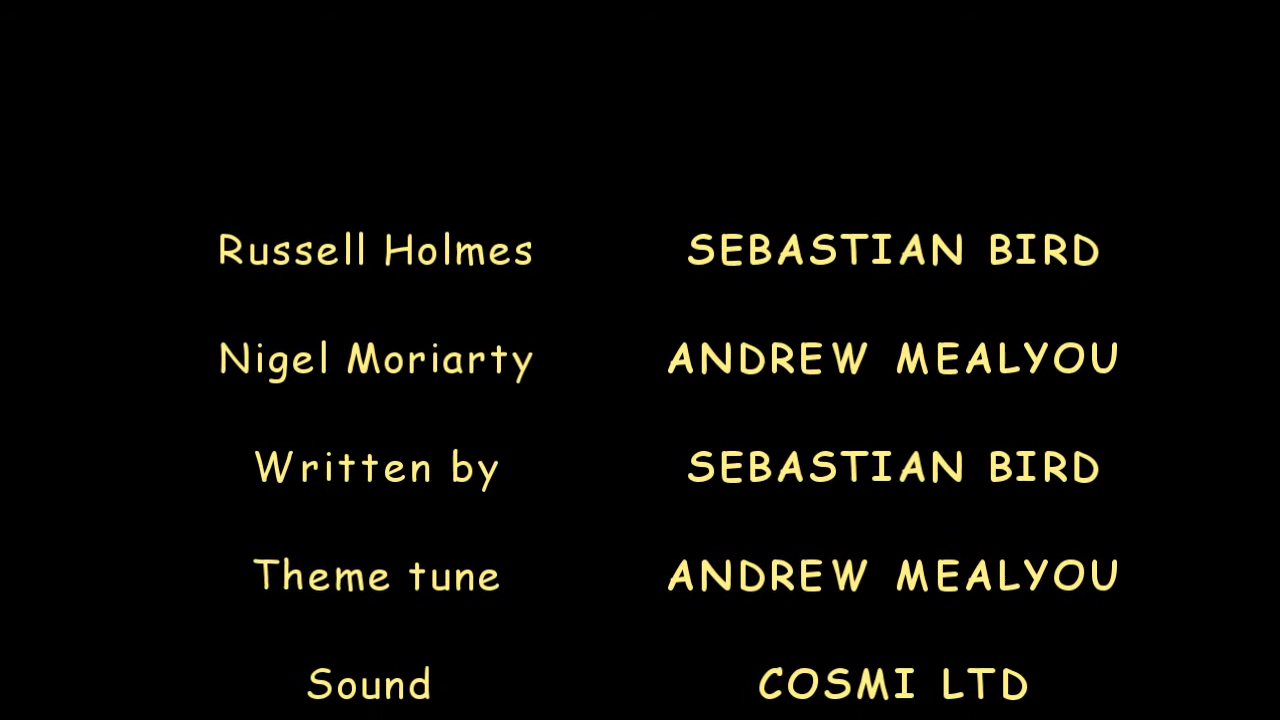 Russell Holmes SEBASTIAN BIRD
Nigel Moriarty ANDREW MEALYOU
Written by SEBASTIAN BIRD
Theme tune ANDREW MEALYOU
Sound COSMI LTD